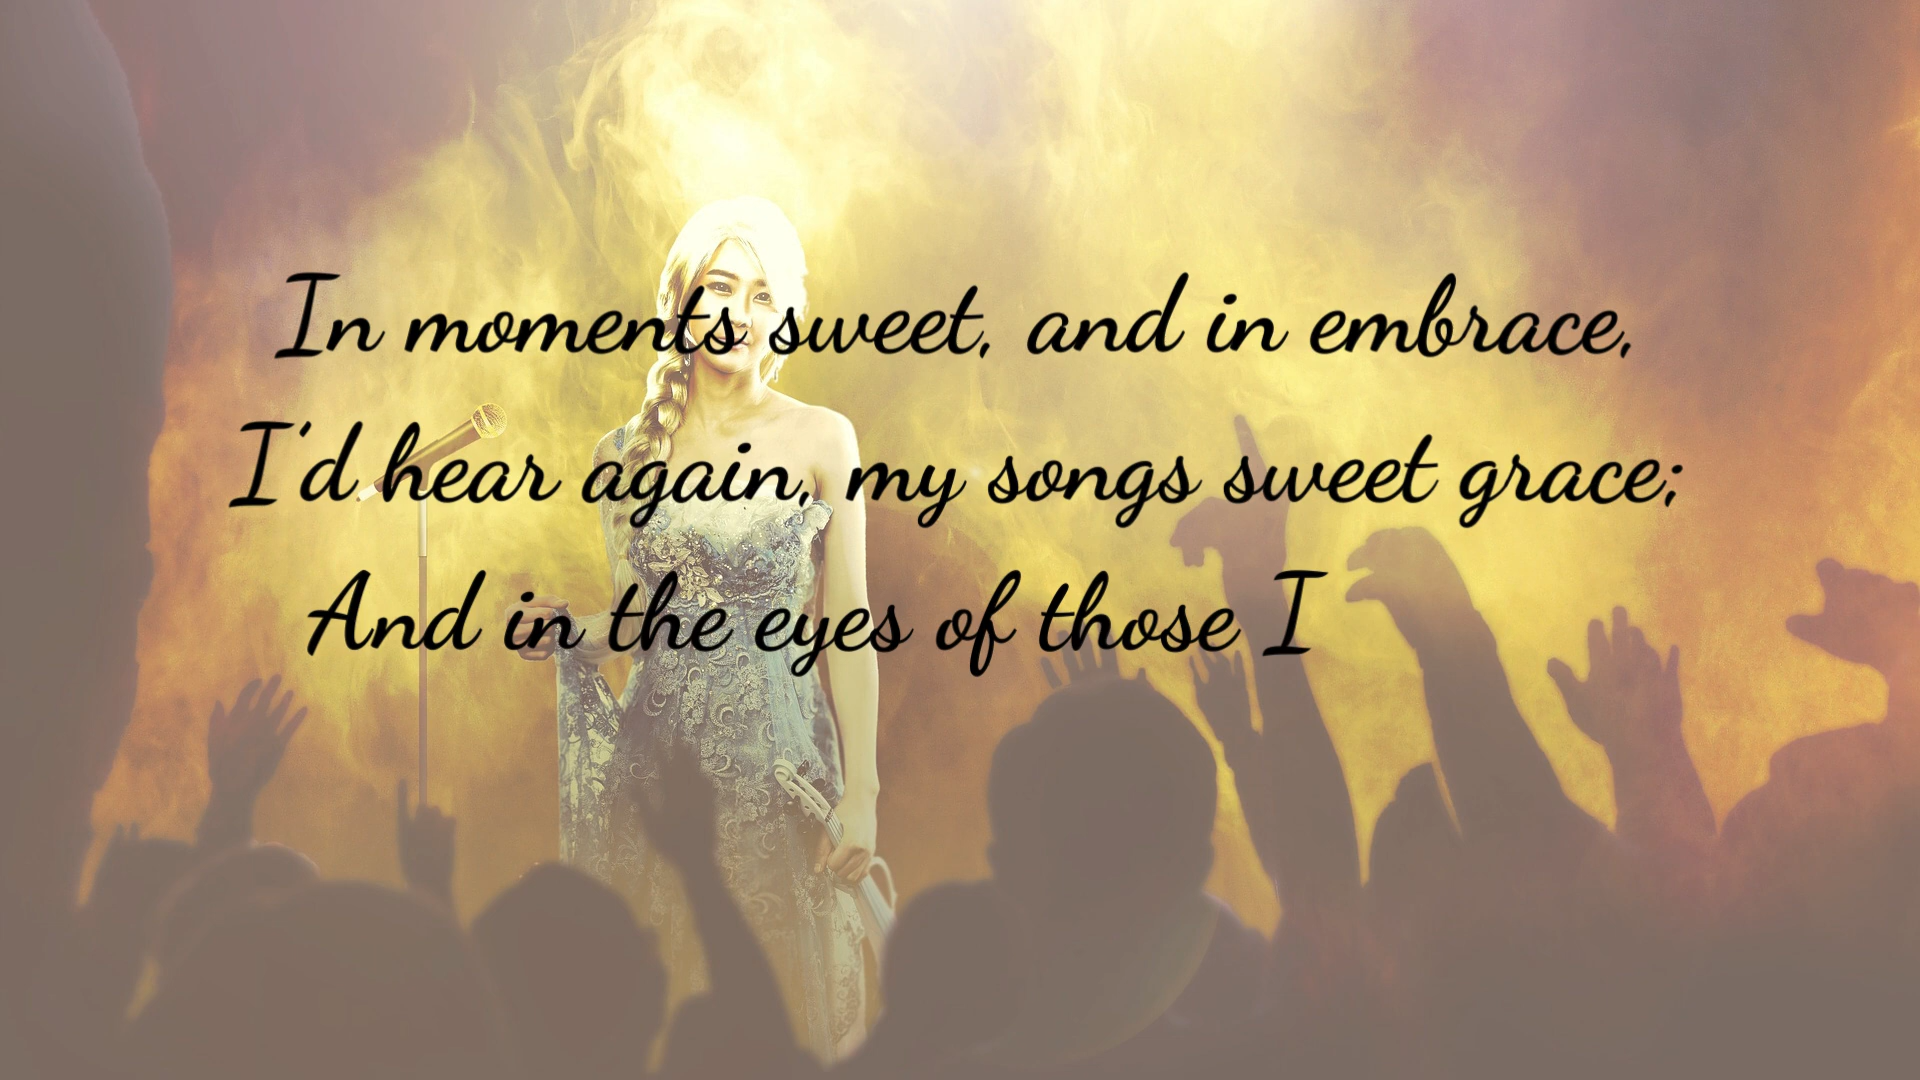 In moments sweet, and in embrace,
I'd hear again, my songs sweet grace;
And in the eyes of those I